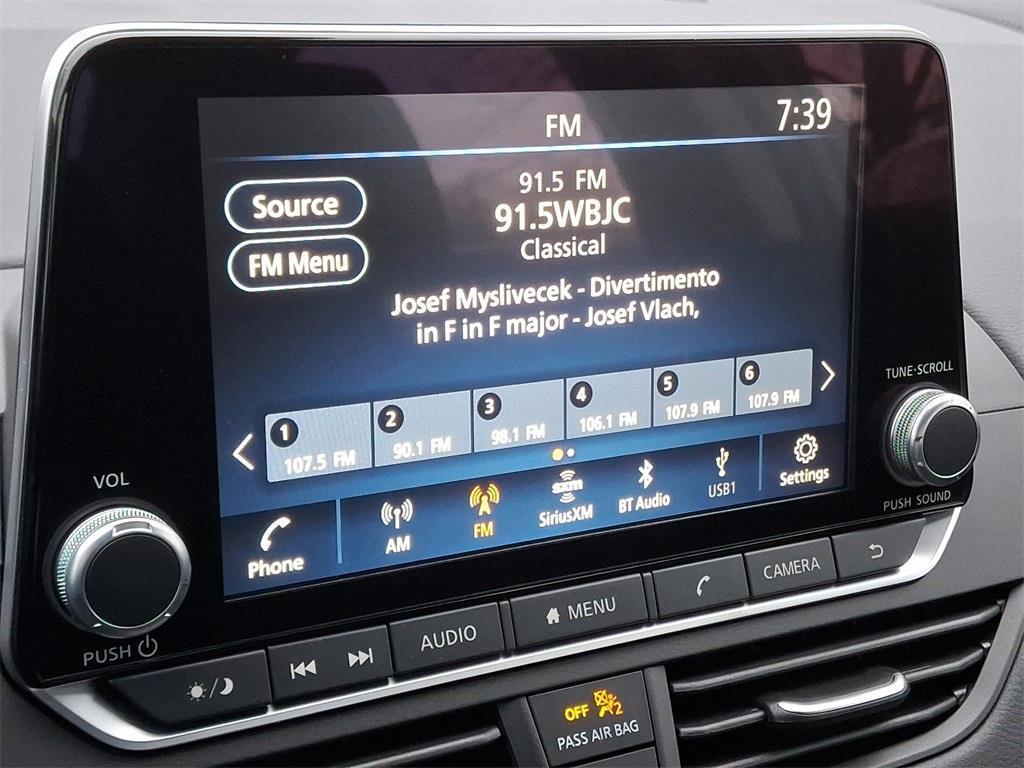 FM
7:39
Source
FM Menu
91.5 FM
91.5WBJC
Classical
Josef Myslivecek - Divertimento
in F in F major - Josef Vlach,
1
107.5 FM
2
90.1 FM
3
98.1 FM
4
106.1 FM
5
107.9 FM
6
107.9 FM
Phone
AM
FM
sxm
SiriusXM
BT Audio
USB1
Settings
VOL
PUSH
TUNE·SCROLL
PUSH SOUND
AUDIO
MENU
CAMERA
OFF
2
PASS AIR BAG